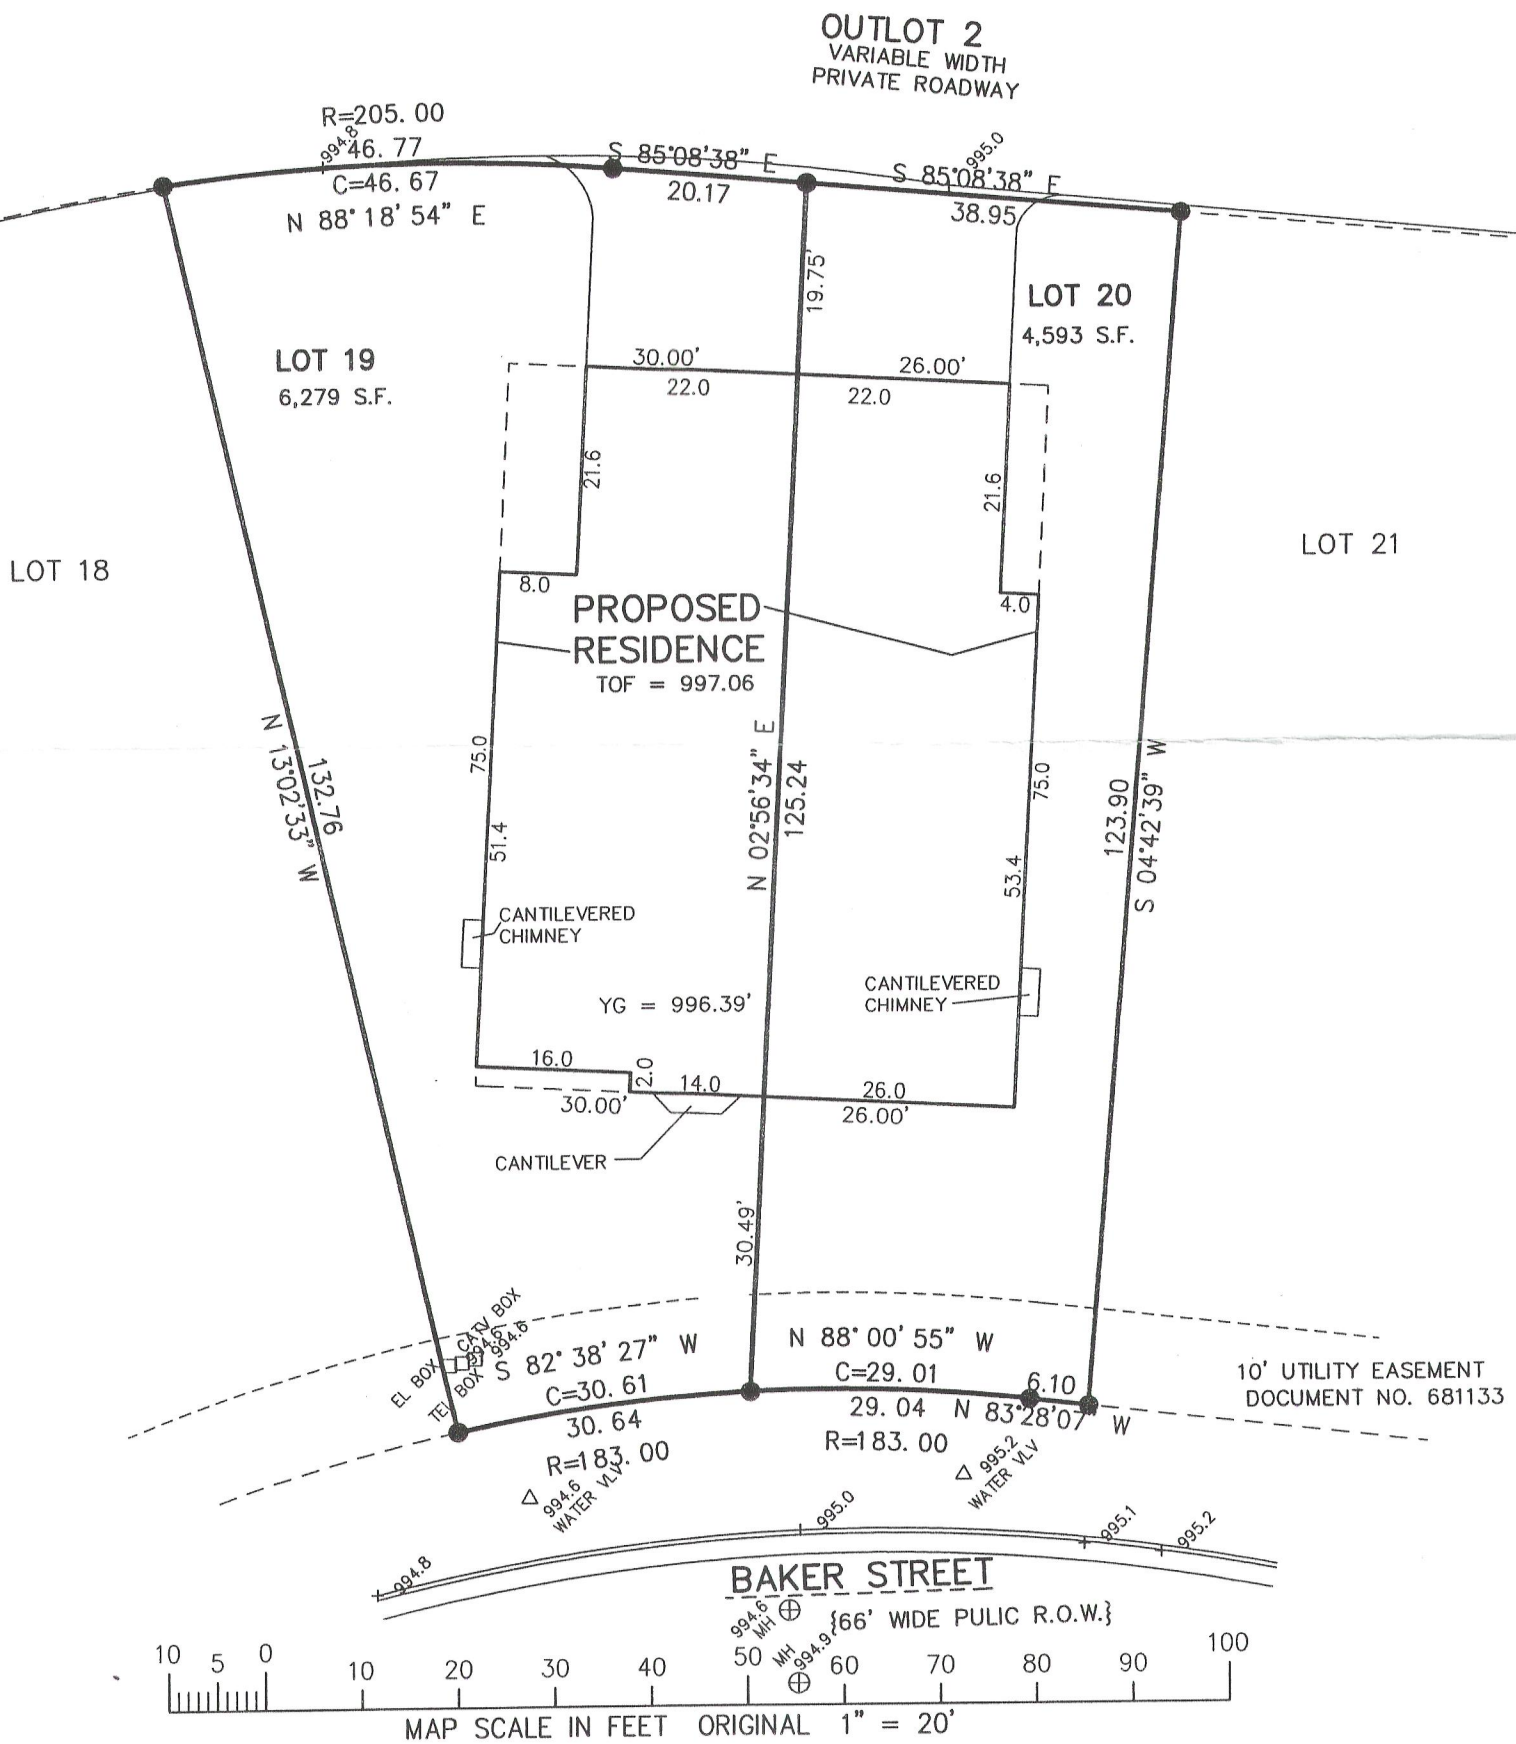 OUTLOT 2
VARIABLE WIDTH
PRIVATE ROADWAY
R=205.00
994.8
46.77
C=46.67
N 88°18'54" E
S 85°08'38" E
20.17
995.0
S 85°08'38" E
38.95
19.75'
LOT 20
4,593 S.F.
LOT 19
6,279 S.F.
30.00'
22.0
26.00'
22.0
21.6
21.6
LOT 18
LOT 21
8.0
4.0
PROPOSED
RESIDENCE
TOF = 997.06
N 13°02'33" W
132.76
75.0
51.4
N 02°56'34" E
125.24
75.0
53.4
123.90
S 04°42'39" W
CANTILEVERED
CHIMNEY
CANTILEVERED
CHIMNEY
YG = 996.39'
16.0
2.0
14.0
30.00'
26.0
26.00'
CANTILEVER
30.49'
EL BOX
TEL BOX
CATV BOX
994.6
994.6
S 82°38'27" W
C=30.61
30.64
R=183.00
N 88°00'55" W
C=29.01
29.04
R=183.00
6.10
N 83°28'07" W
10' UTILITY EASEMENT
DOCUMENT NO. 681133
994.6
WATER VLV
995.2
WATER VLV
994.8
995.0
995.1
995.2
BAKER STREET
{66' WIDE PULIC R.O.W.}
994.6
MH
MH
994.9
10 5 0 10 20 30 40 50 60 70 80 90 100
MAP SCALE IN FEET ORIGINAL 1" = 20'